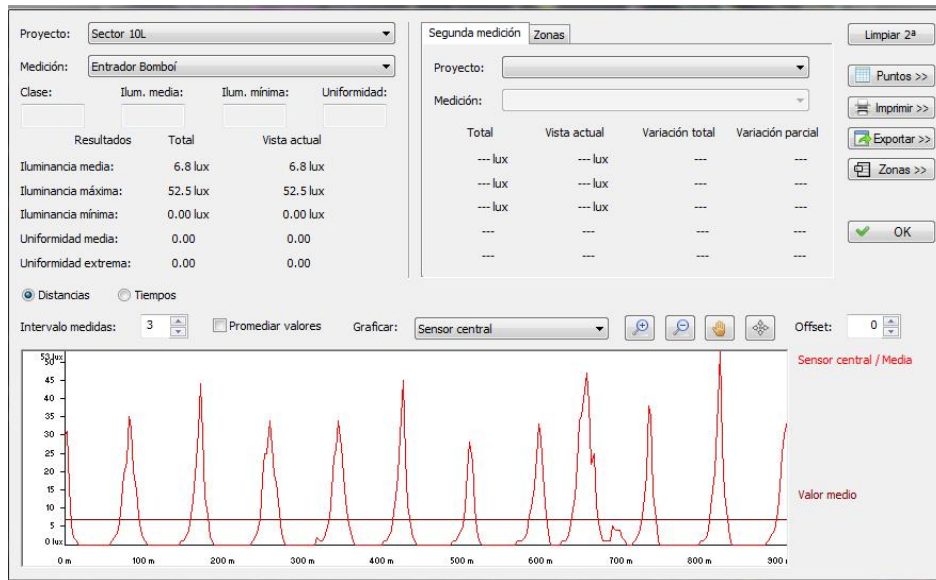 Proyecto: Sector 10L
Medición: Entrador Bomboí
Clase: Ilum. media: Ilum. mínima: Uniformidad:
Resultados Total Vista actual
Iluminancia media: 6.8 lux 6.8 lux
Iluminancia máxima: 52.5 lux 52.5 lux
Iluminancia mínima: 0.00 lux 0.00 lux
Uniformidad media: 0.00 0.00
Uniformidad extrema: 0.00 0.00
Segunda medición Zonas
Proyecto:
Medición:
Total Vista actual Variación total Variación parcial
--- lux --- lux --- ---
--- lux --- lux --- ---
--- lux --- lux --- ---
--- --- --- ---
--- --- --- ---
Limpiar 2ª
Puntos >>
Imprimir >>
Exportar >>
Zonas >>
OK
Distancias Tiempos
Intervalo medidas: 3 Promediar valores Graficar: Sensor central Offset: 0
53 lux
50
45
40
35
30
25
20
15
10
5
0 lux
0 m 100 m 200 m 300 m 400 m 500 m 600 m 700 m 800 m 900 m
Sensor central / Media
Valor medio